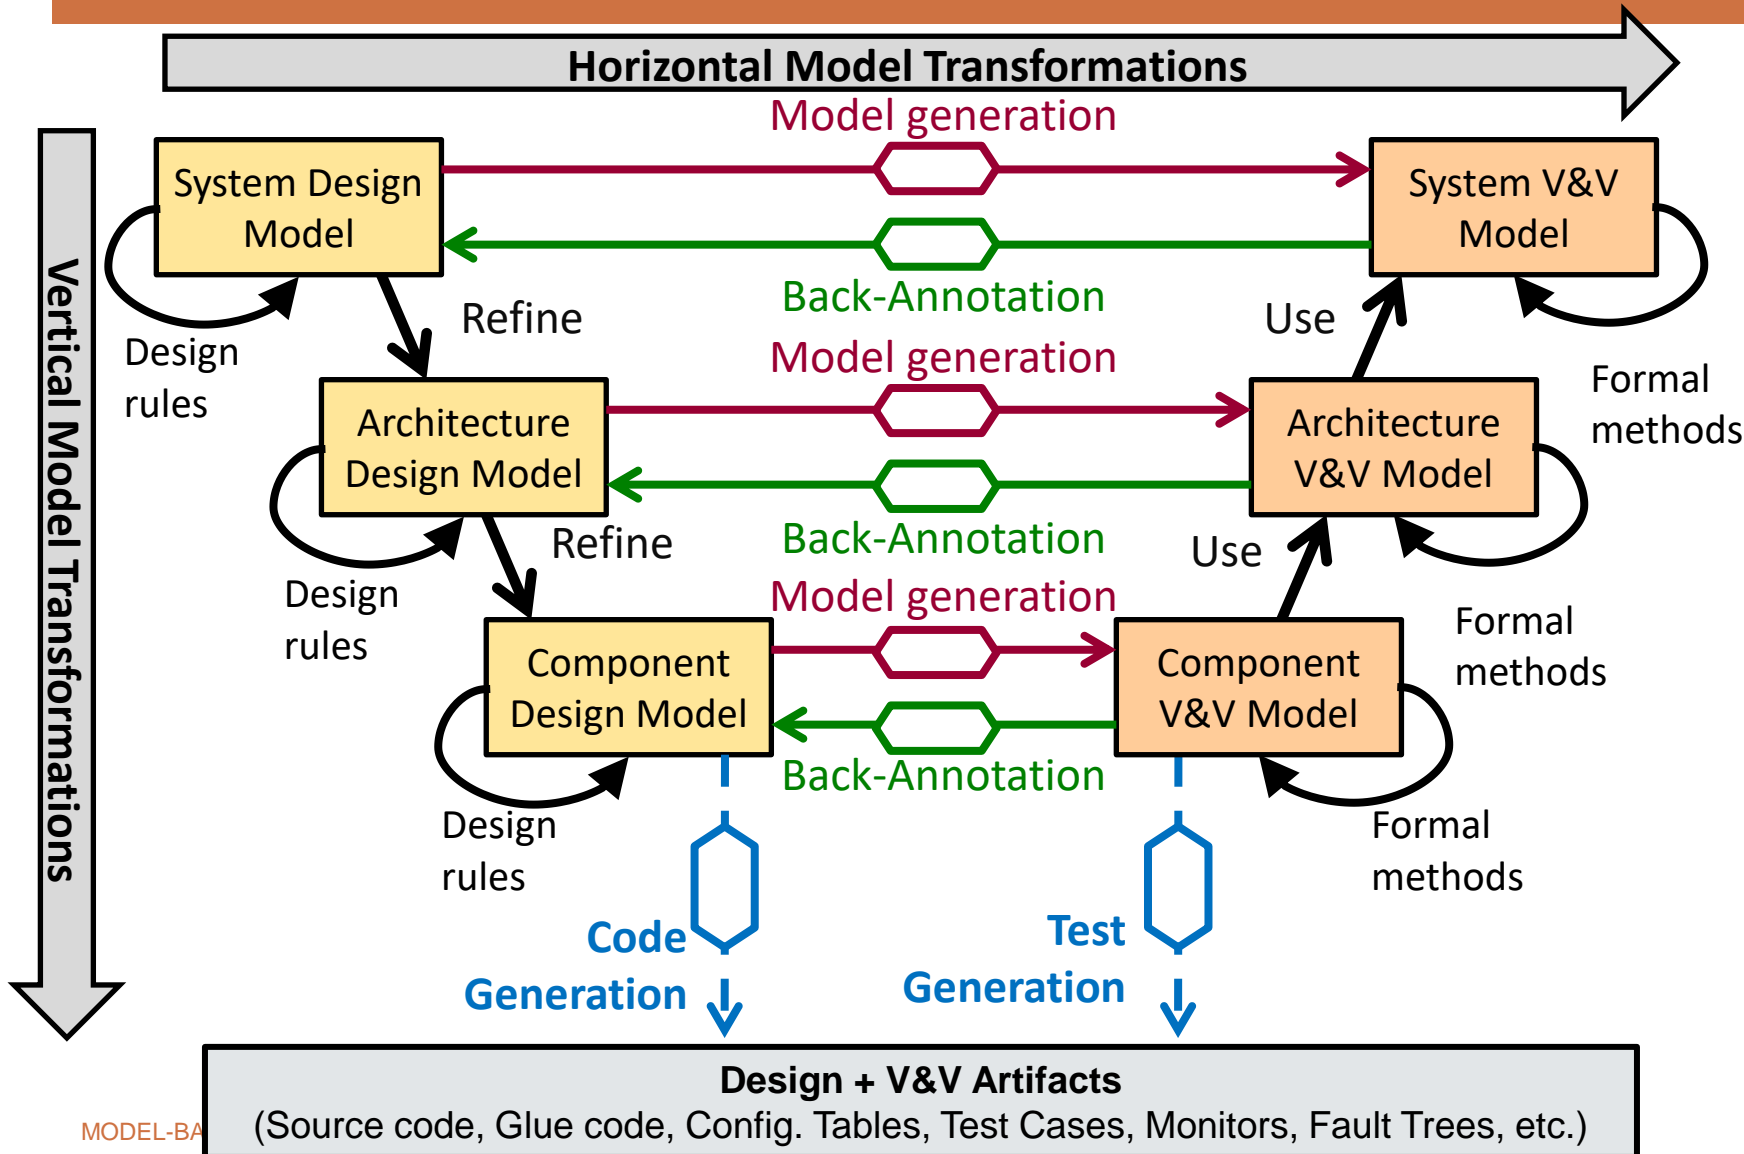 Horizontal Model Transformations
Model generation
System Design
Model
System V&V
Model
Back-Annotation
Refine
Use
Design
rules
Vertical Model Transformations
Model generation
Formal
methods
Architecture
Design Model
Architecture
V&V Model
Back-Annotation
Refine
Use
Design
rules
Model generation
Formal
methods
Component
Design Model
Component
V&V Model
Back-Annotation
Design
rules
Formal
methods
Code
Generation
Test
Generation
Design + V&V Artifacts
(Source code, Glue code, Config. Tables, Test Cases, Monitors, Fault Trees, etc.)
MODEL-BA